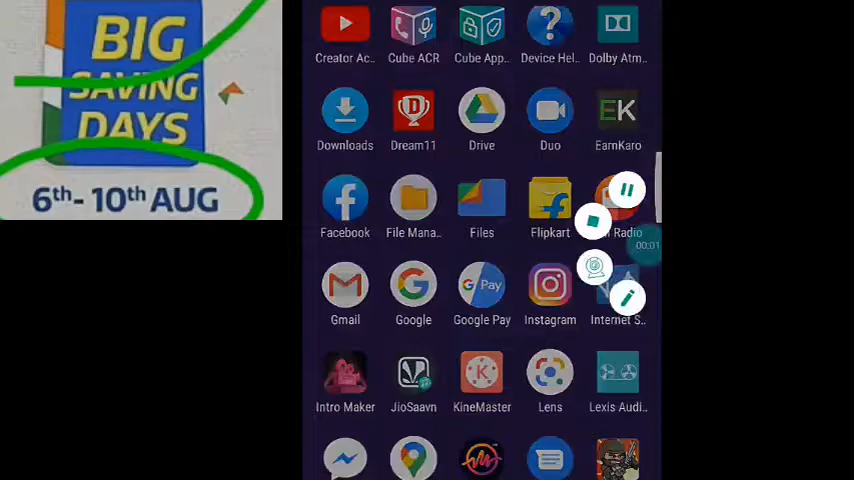 BIG
SAVING
DAYS
6th - 10th AUG
Creator Ac..
Cube ACR
Cube App..
Device Hel..
Dolby Atm..
Downloads
Dream11
Drive
Duo
EK
EarnKaro
Facebook
File Mana..
Files
Flipkart
Radio
00:01
G Pay
Gmail
Google
Google Pay
Instagram
Internet S..
Intro Maker
JioSaavn
KineMaster
Lens
Lexis Audi..